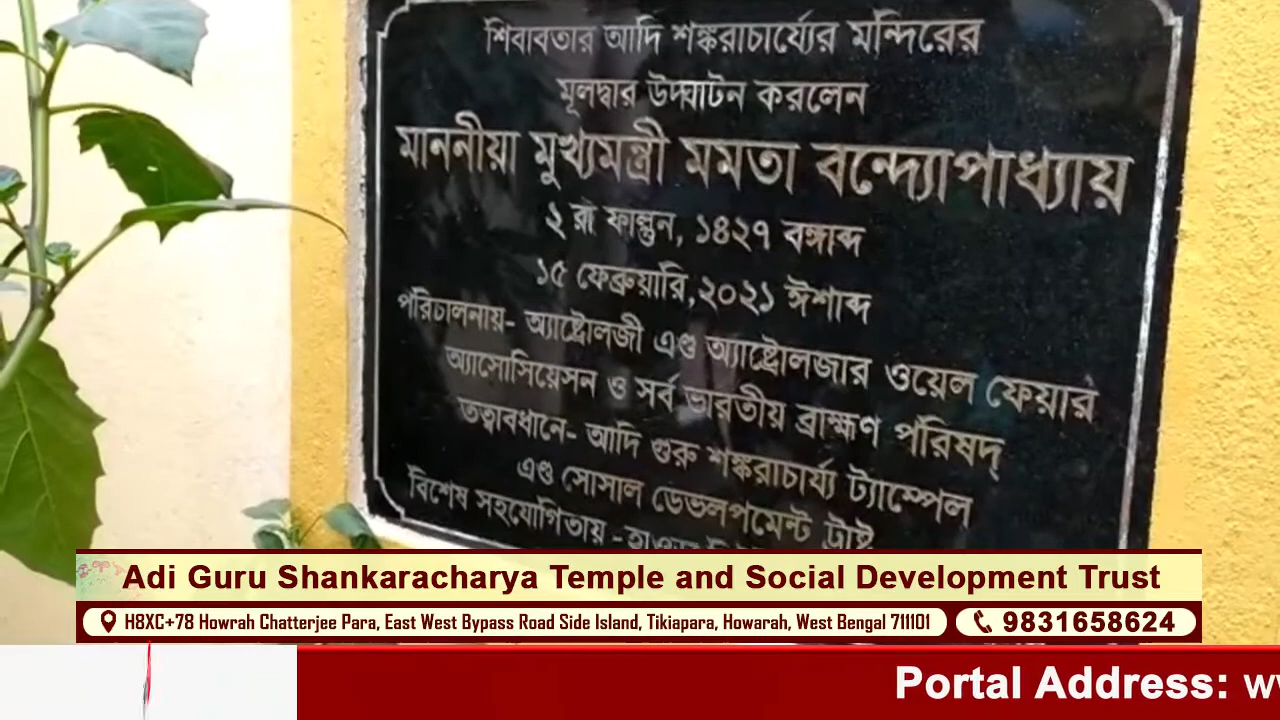 শিবাবতার আদি শঙ্করাচার্য্যের মন্দিরের
মূলদ্বার উদ্ঘাটন করলেন
মাননীয়া মুখ্যমন্ত্রী মমতা বন্দ্যোপাধ্যায়
২ রা ফাল্গুন, ১৪২৭ বঙ্গাব্দ
১৫ ফেব্রুয়ারি,২০২১ ঈশাব্দ
পরিচালনায়- অ্যাষ্ট্রোলজী এণ্ড অ্যাষ্ট্রোলজার ওয়েল ফেয়ার
অ্যাসোসিয়েসন ও সর্ব ভারতীয় ব্রাহ্মণ পরিষদ্
তত্বাবধানে- আদি গুরু শঙ্করাচার্য্য ট্যাম্পেল
এণ্ড সোসাল ডেভলপমেন্ট ট্রাষ্ট
বিশেষ সহযোগিতায় -
Adi Guru Shankaracharya Temple and Social Development Trust
H8XC+78 Howrah Chatterjee Para, East West Bypass Road Side Island, Tikiapara, Howarah, West Bengal 711101
9831658624
Portal Address: